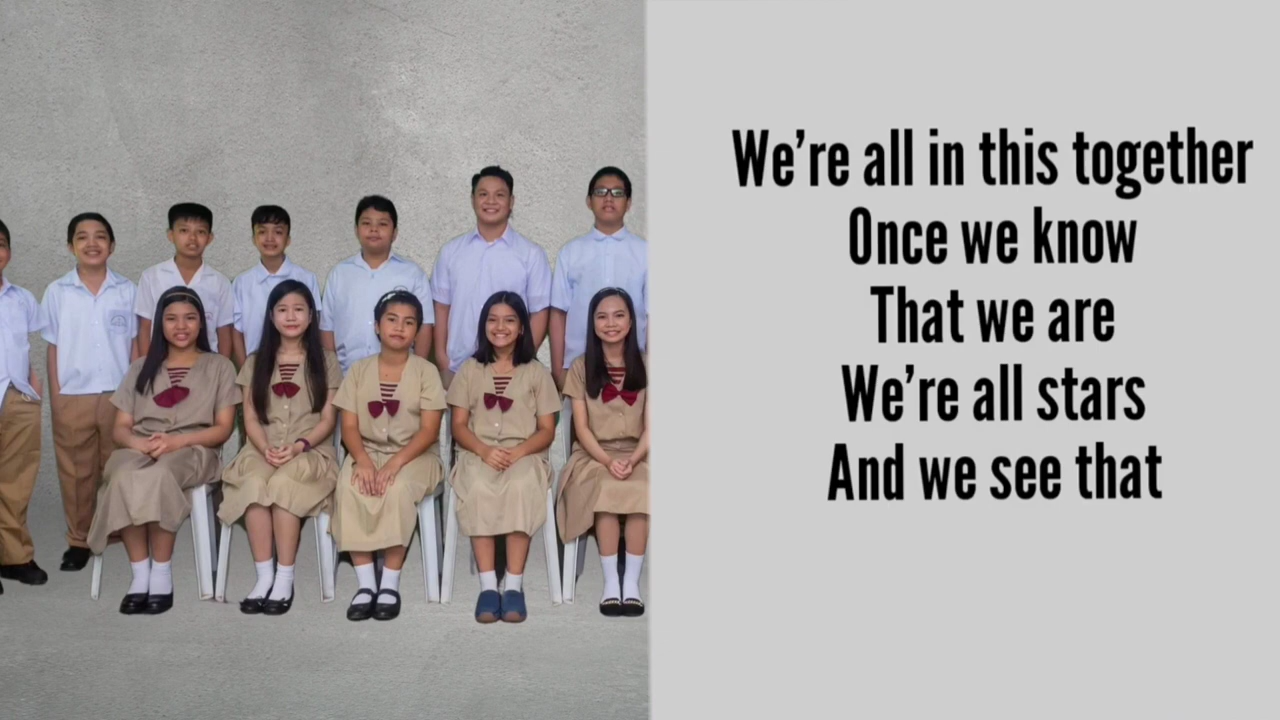 We're all in this together
Once we know
That we are
We're all stars
And we see that